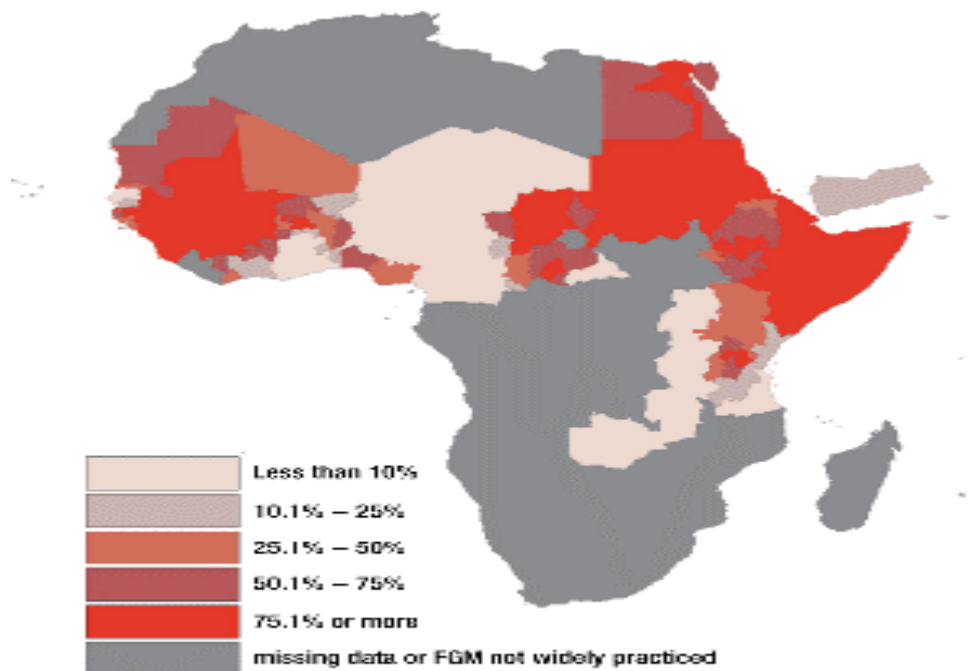 Less than 10%
10.1% – 25%
25.1% – 50%
50.1% – 75%
75.1% or more
missing data or FGM not widely practiced